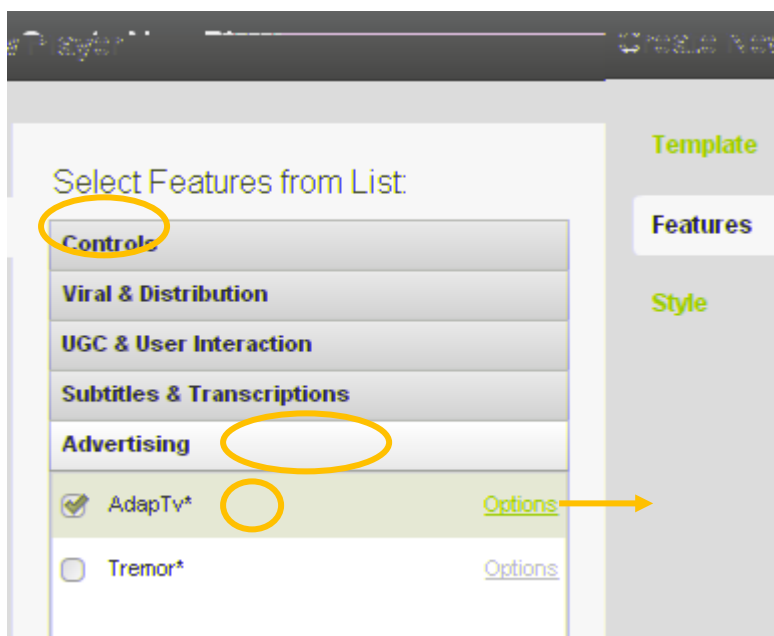 Select Features from List:
Controls
Viral & Distribution
UGC & User Interaction
Subtitles & Transcriptions
Advertising
AdapTv* Options
Tremor* Options
Template
Features
Style